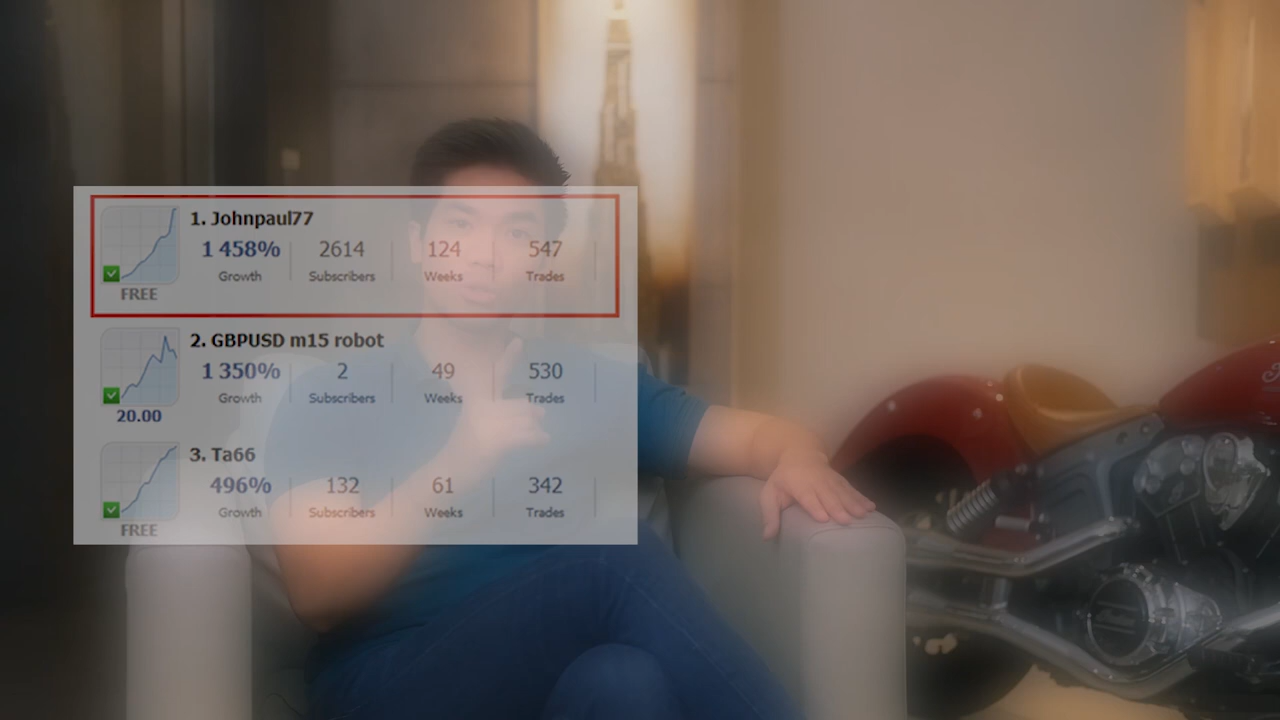 1. Johnpaul77
1 458% 2614 124 547
Growth Subscribers Weeks Trades
FREE
2. GBPUSD m15 robot
1 350% 2 49 530
Growth Subscribers Weeks Trades
20.00
3. Ta66
496% 132 61 342
Growth Subscribers Weeks Trades
FREE